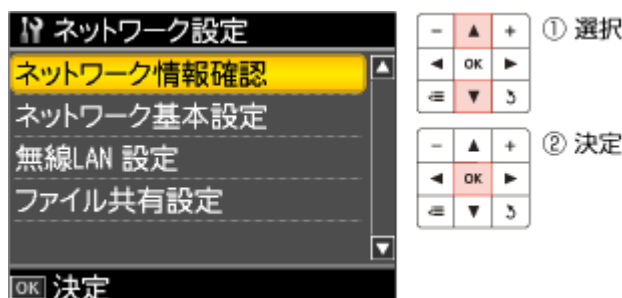 ネットワーク設定
ネットワーク情報確認
ネットワーク基本設定
無線LAN 設定
ファイル共有設定
OK 決定
① 選択
- ▲ +
◀ OK ▶
▼
② 決定
- ▲ +
◀ OK ▶
▼